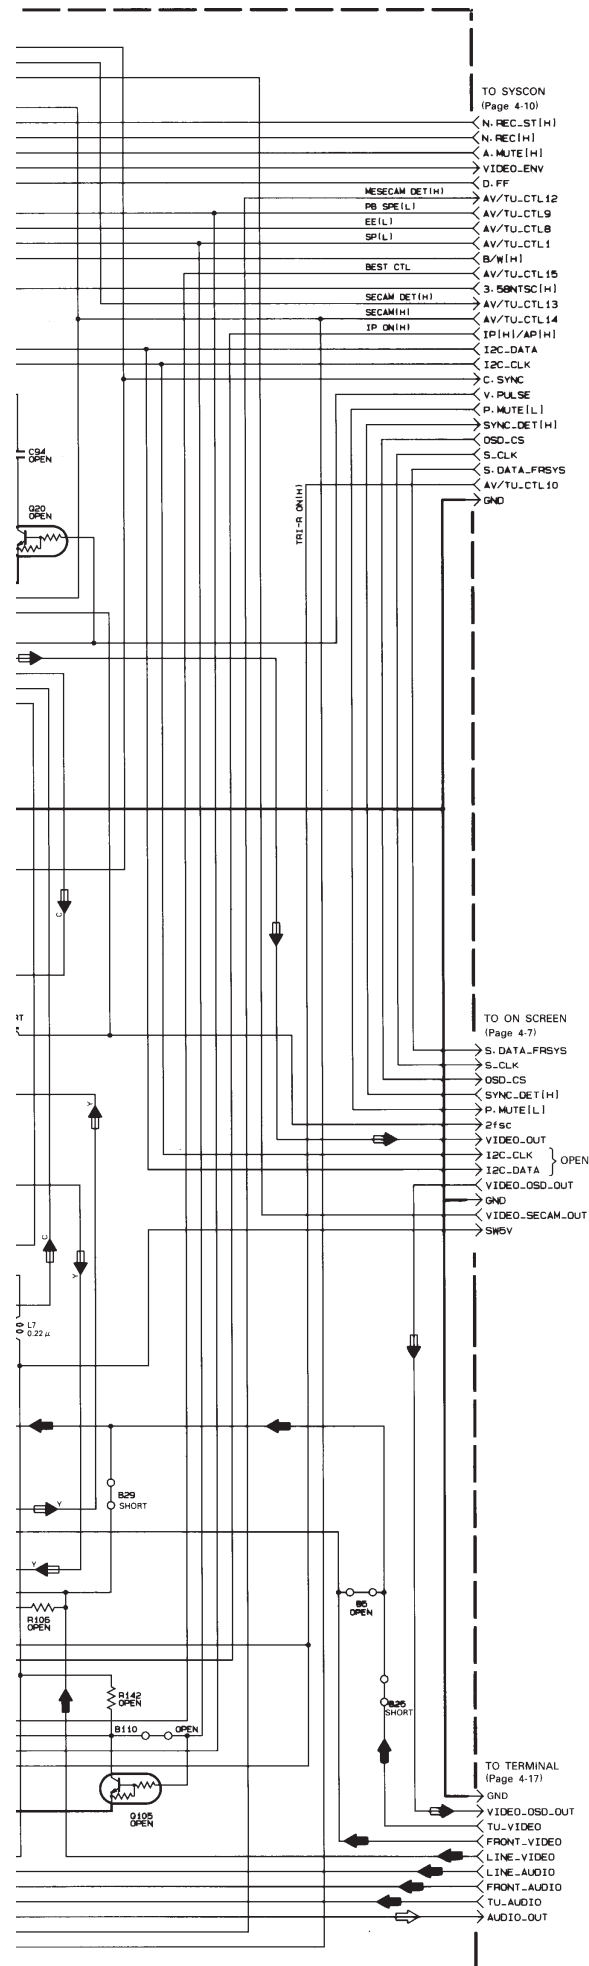 TO SYSCON
(Page 4-10)
N.REC_ST[H]
N.REC[H]
A.MUTE[H]
VIDEO_ENV
D.FF
MESECAM DET[H]
AV/TU_CTL12
PB SPE[L]
AV/TU_CTL9
EE[L]
AV/TU_CTL8
SP[L]
AV/TU_CTL1
B/W[H]
BEST CTL
AV/TU_CTL15
3.58NTSC[H]
SECAM DET[H]
AV/TU_CTL13
SECAM[H]
AV/TU_CTL14
IP ON[H]
IP[H]/AP[H]
I2C_DATA
I2C_CLK
C.SYNC
V.PULSE
P.MUTE[L]
SYNC_DET[H]
OSD_CS
C94
OPEN
S_CLK
S.DATA_FRSYS
AV/TU_CTL10
TRI-R ON[H]
GND
Q20
OPEN
C
TO ON SCREEN
(Page 4-7)
S.DATA_FRSYS
S_CLK
OSD_CS
SYNC_DET[H]
P.MUTE[L]
2fsc
VIDEO_OUT
I2C_CLK
I2C_DATA
OPEN
VIDEO_OSD_OUT
GND
VIDEO_SECAM_OUT
SW5V
Y
C
Y
L7
0.22 μ
B29
SHORT
Y
Y
B5
OPEN
R106
OPEN
R142
OPEN
B26
SHORT
B110
OPEN
Q105
OPEN
TO TERMINAL
(Page 4-17)
GND
VIDEO_OSD_OUT
TU_VIDEO
FRONT_VIDEO
LINE_VIDEO
LINE_AUDIO
FRONT_AUDIO
TU_AUDIO
AUDIO_OUT